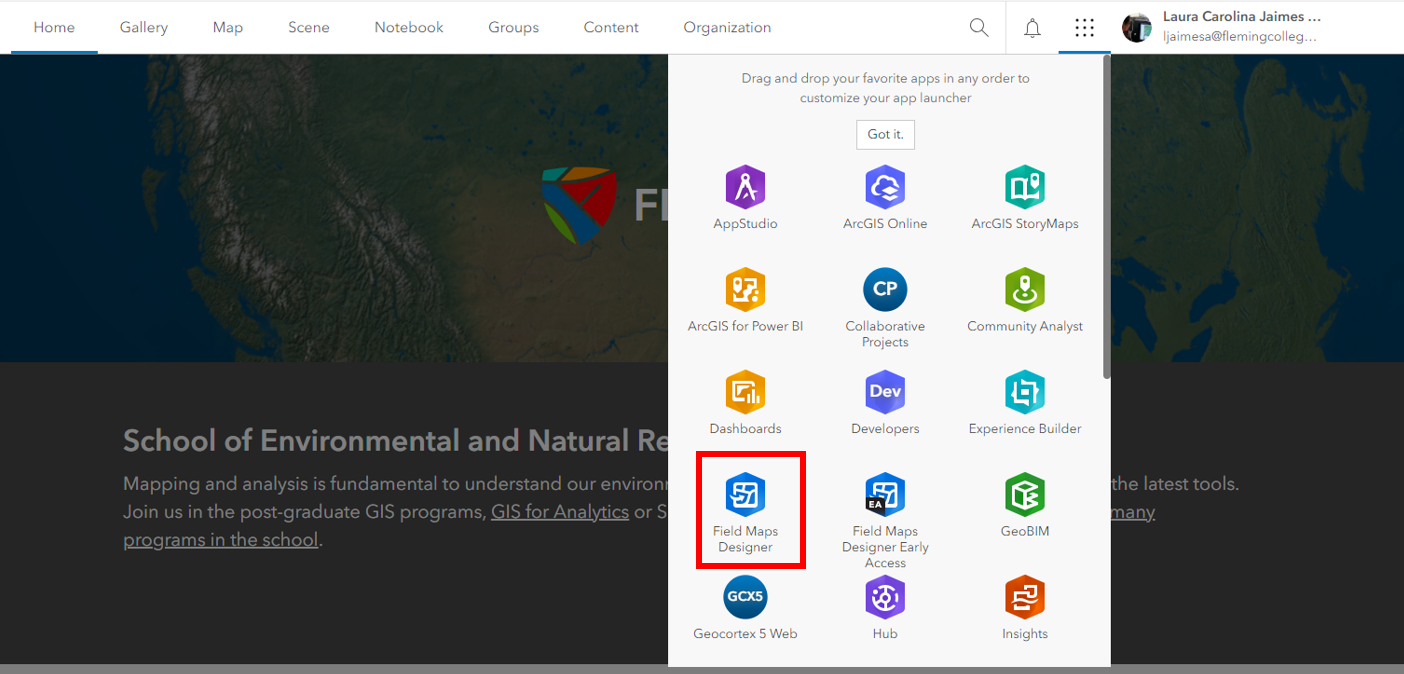 Home Gallery Map Scene Notebook Groups Content Organization
Laura Carolina Jaimes ...
ljaimesa@flemingcolleg...
Drag and drop your favorite apps in any order to
customize your app launcher
Got it.
AppStudio ArcGIS Online ArcGIS StoryMaps
CP
ArcGIS for Power BI Collaborative Community Analyst
Projects
Dev
Dashboards Developers Experience Builder
EA
Field Maps Field Maps GeoBIM
Designer Designer Early
Access
GCX5
Geocortex 5 Web Hub Insights
School of Environmental and Natural Re
Mapping and analysis is fundamental to understand our environ the latest tools.
Join us in the post-graduate GIS programs, GIS for Analytics or S many
programs in the school.